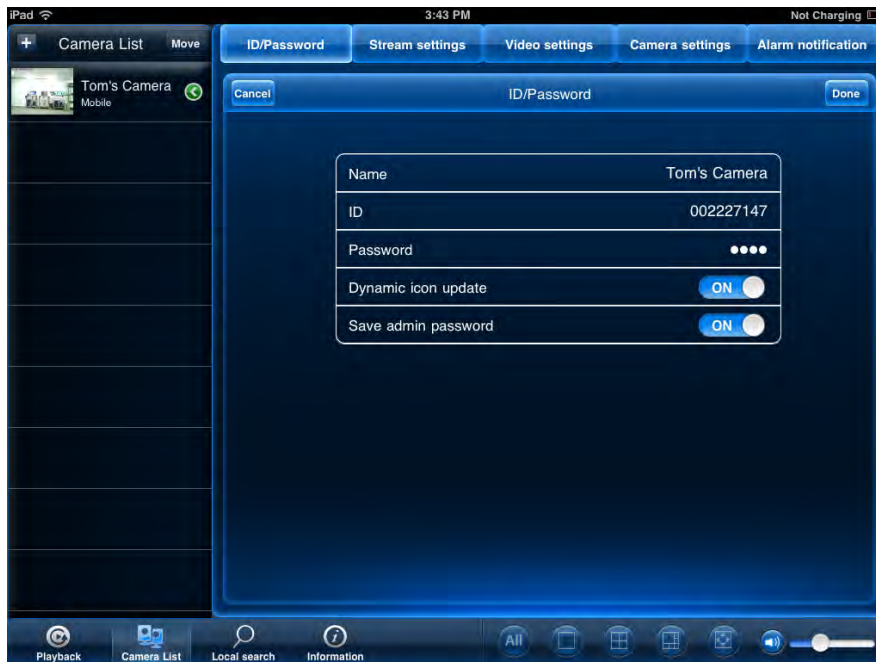 iPad 3:43 PM Not Charging
+ Camera List Move
ID/Password Stream settings Video settings Camera settings Alarm notification
Tom's Camera
Mobile
Cancel ID/Password Done
Name Tom's Camera
ID 002227147
Password ●●●●
Dynamic icon update ON
Save admin password ON
Playback Camera List Local search Information All